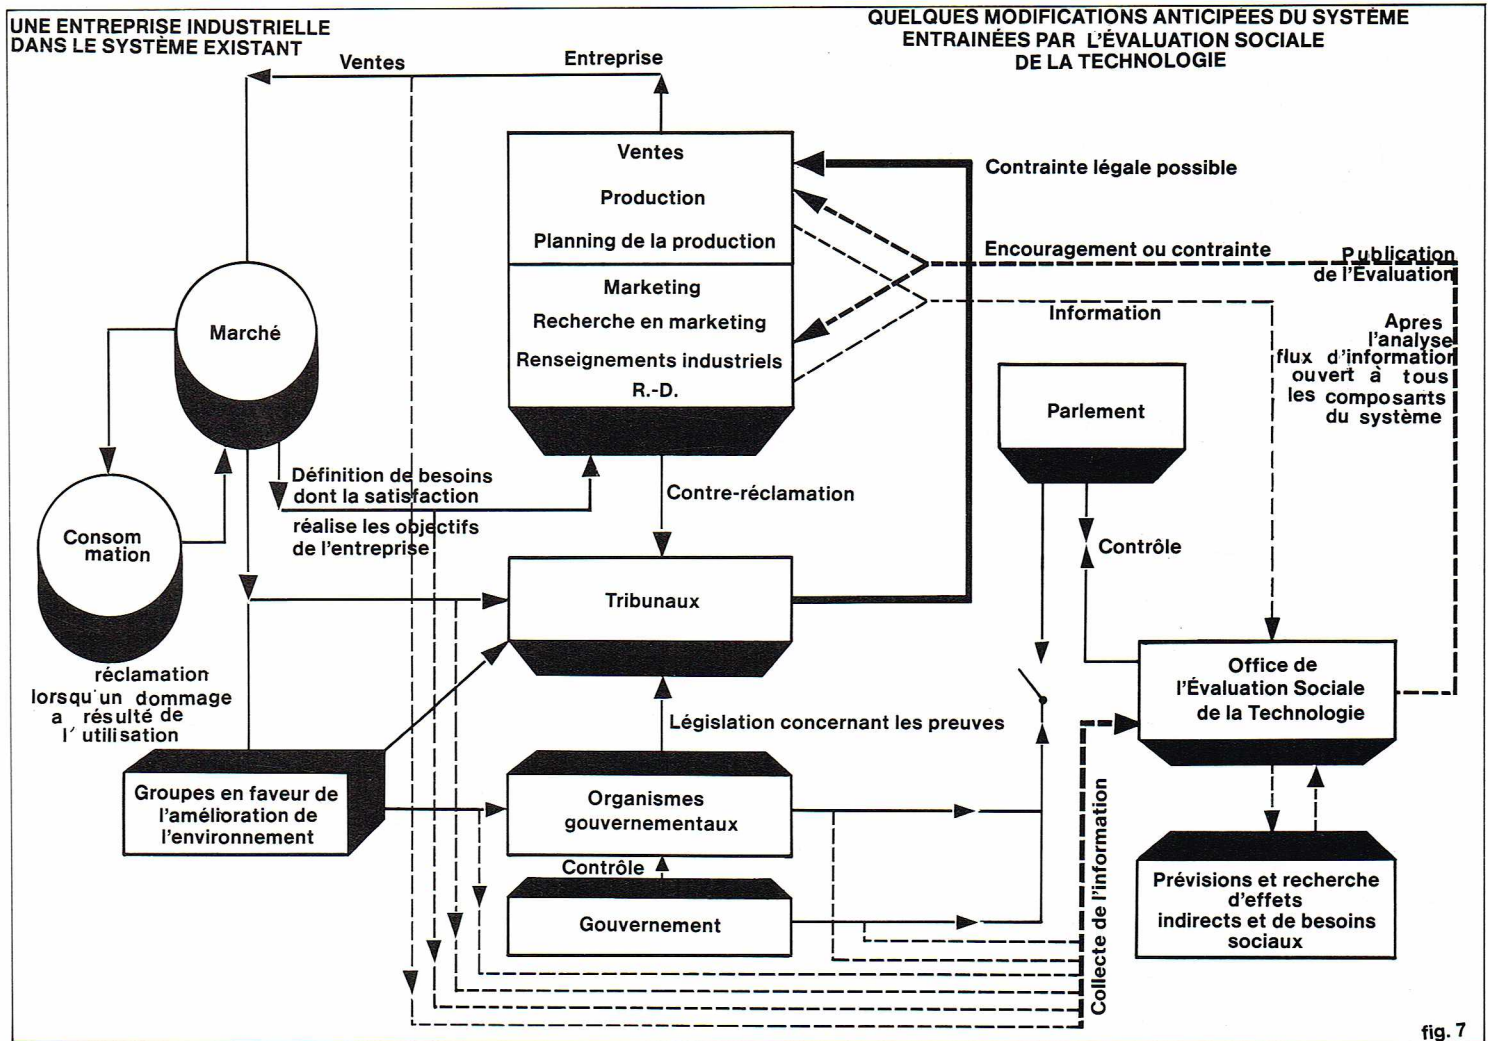 UNE ENTREPRISE INDUSTRIELLE
DANS LE SYSTÈME EXISTANT
QUELQUES MODIFICATIONS ANTICIPÉES DU SYSTÈME
ENTRAINÉES PAR L'ÉVALUATION SOCIALE
DE LA TECHNOLOGIE
Ventes
Entreprise
Ventes
Production
Planning de la production
Marketing
Recherche en marketing
Renseignements industriels
R.-D.
Contrainte légale possible
Encouragement ou contrainte
Publication
de l'Évaluation
Information
Apres
l'analyse
flux d'information
ouvert à tous
les composants
du système
Marché
Parlement
Consom
mation
Définition de besoins
dont la satisfaction
réalise les objectifs
de l'entreprise
Contre-réclamation
Contrôle
Tribunaux
réclamation
lorsqu'un dommage
a résulté de
l'utilisation
Office de
l'Évaluation Sociale
de la Technologie
Législation concernant les preuves
Groupes en faveur de
l'amélioration de
l'environnement
Organismes
gouvernementaux
Contrôle
Gouvernement
Collecte de l'information
Prévisions et recherche
d'effets
indirects et de besoins
sociaux
fig. 7